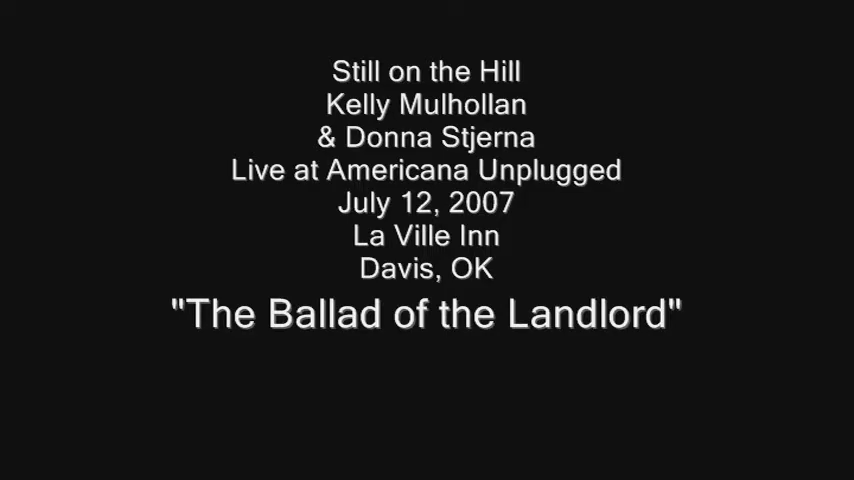 Still on the Hill
Kelly Mulhollan
& Donna Stjerna
Live at Americana Unplugged
July 12, 2007
La Ville Inn
Davis, OK
"The Ballad of the Landlord"